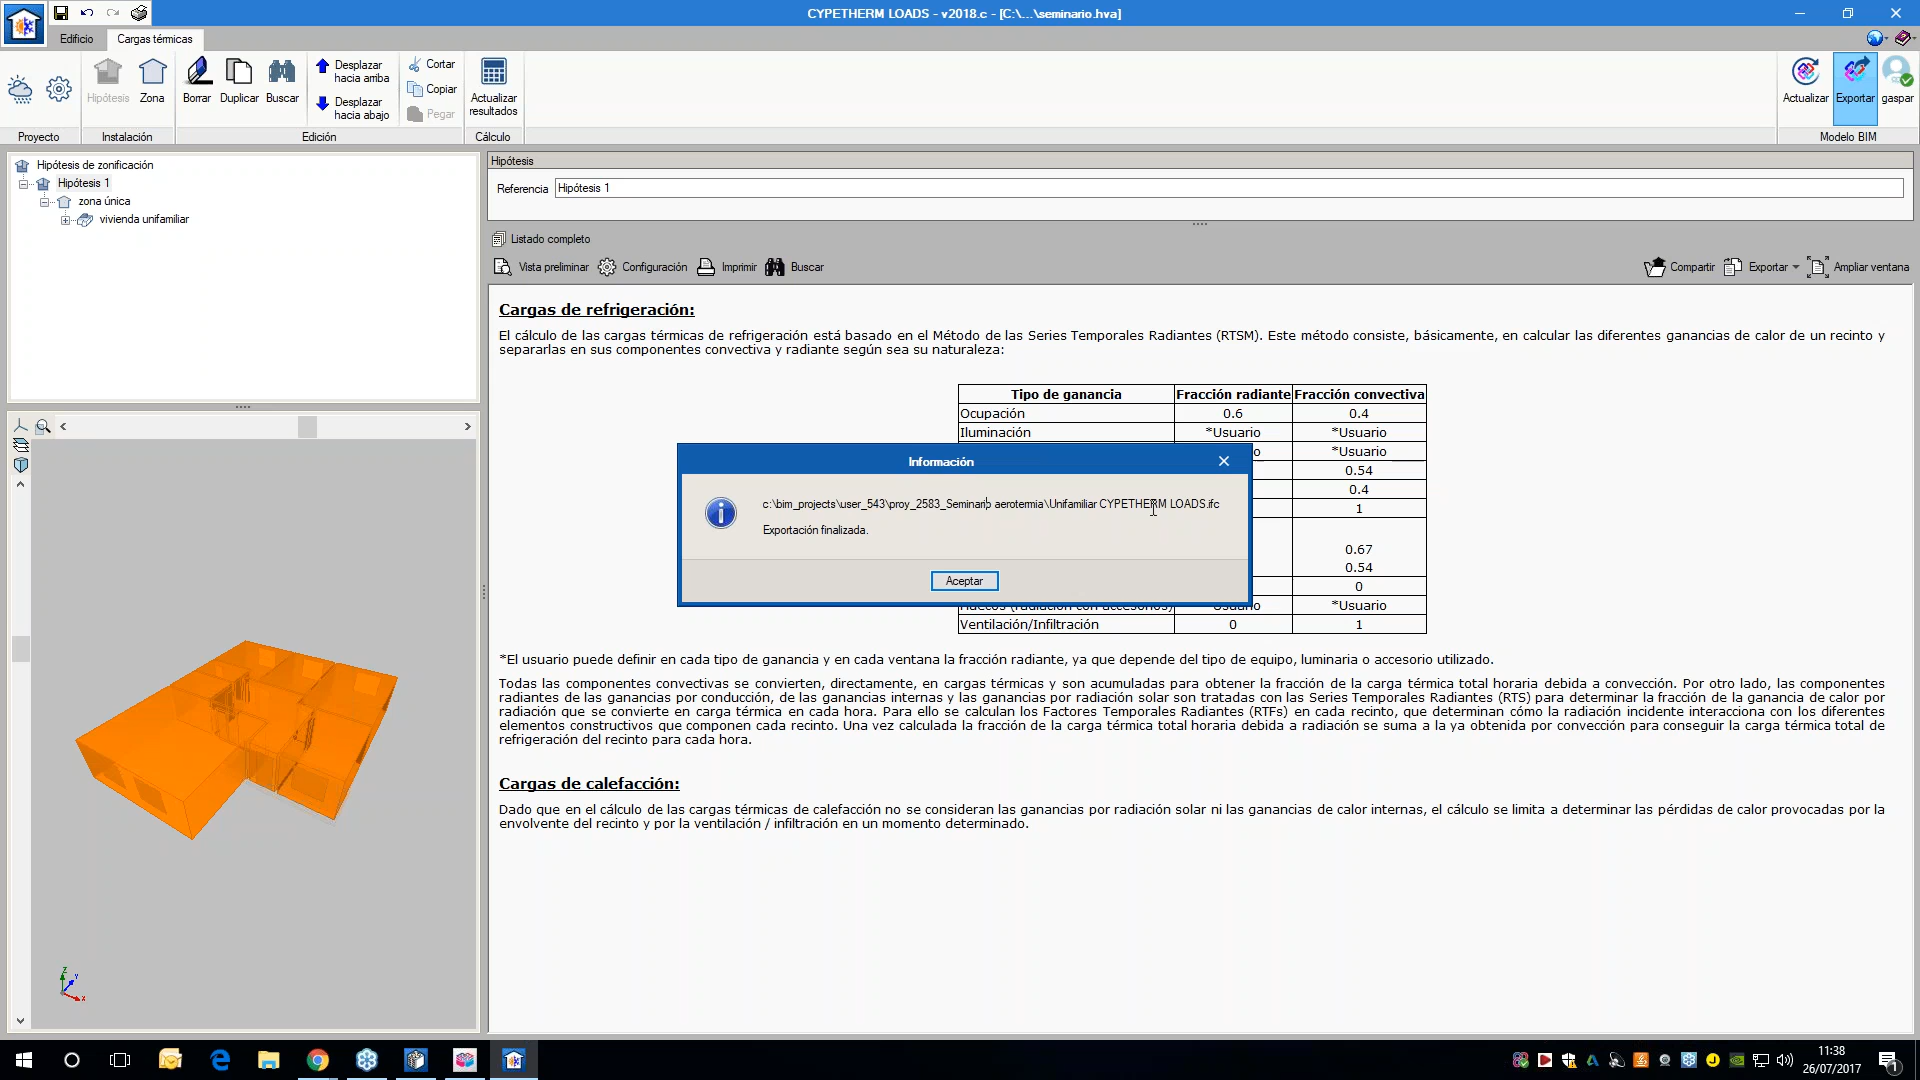 CYPETHERM LOADS - v2018.c - [C:\...\seminario.hva]
Edificio
Cargas térmicas
Hipótesis
Zona
Borrar
Duplicar
Buscar
Desplazar
hacia arriba
Desplazar
hacia abajo
Cortar
Copiar
Pegar
Actualizar
resultados
Actualizar
Exportar
gaspar
Proyecto
Instalación
Edición
Cálculo
Modelo BIM
Hipótesis de zonificación
Hipótesis 1
zona única
vivienda unifamiliar
Hipótesis
Referencia
Hipótesis 1
Listado completo
Vista preliminar
Configuración
Imprimir
Buscar
Compartir
Exportar
Ampliar ventana
Cargas de refrigeración:
El cálculo de las cargas térmicas de refrigeración está basado en el Método de las Series Temporales Radiantes (RTSM). Este método consiste, básicamente, en calcular las diferentes ganancias de calor de un recinto y
separarlas en sus componentes convectiva y radiante según sea su naturaleza:
Tipo de ganancia Fracción radiante Fracción convectiva
Ocupación 0.6 0.4
Iluminación *Usuario *Usuario
*Usuario
0.54
0.4
1
0.67
0.54
0
*Usuario
Ventilación/Infiltración 0 1
Información
c:\bim_projects\user_543\proy_2583_Seminario aerotermia\Unifamiliar CYPETHERM LOADS.ifc
Exportación finalizada.
Aceptar
*El usuario puede definir en cada tipo de ganancia y en cada ventana la fracción radiante, ya que depende del tipo de equipo, luminaria o accesorio utilizado.
Todas las componentes convectivas se convierten, directamente, en cargas térmicas y son acumuladas para obtener la fracción de la carga térmica total horaria debida a convección. Por otro lado, las componentes
radiantes de las ganancias por conducción, de las ganancias internas y las ganancias por radiación solar son tratadas con las Series Temporales Radiantes (RTS) para determinar la fracción de la ganancia de calor por
radiación que se convierte en carga térmica en cada hora. Para ello se calculan los Factores Temporales Radiantes (RTFs) en cada recinto, que determinan cómo la radiación incidente interacciona con los diferentes
elementos constructivos que componen cada recinto. Una vez calculada la fracción de la carga térmica total horaria debida a radiación se suma a la ya obtenida por convección para conseguir la carga térmica total de
refrigeración del recinto para cada hora.
Cargas de calefacción:
Dado que en el cálculo de las cargas térmicas de calefacción no se consideran las ganancias por radiación solar ni las ganancias de calor internas, el cálculo se limita a determinar las pérdidas de calor provocadas por la
envolvente del recinto y por la ventilación / infiltración en un momento determinado.
Z
Y
X
11:38
26/07/2017
1